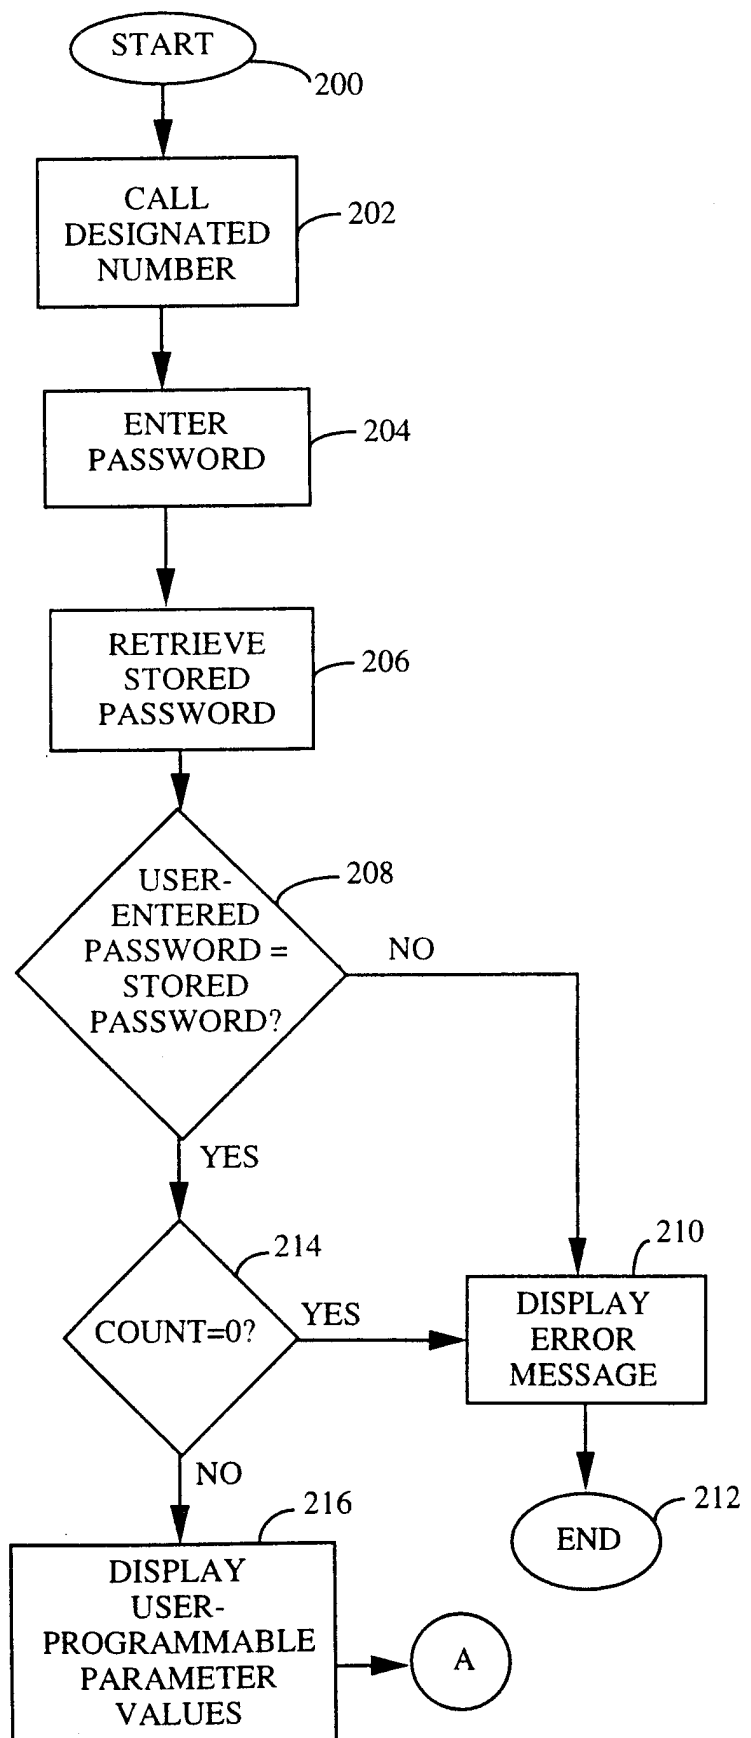 START
200
CALL
DESIGNATED
NUMBER
202
ENTER
PASSWORD
204
RETRIEVE
STORED
PASSWORD
206
USER-
ENTERED
PASSWORD =
STORED
PASSWORD?
208
NO
YES
214
COUNT=0?
YES
210
DISPLAY
ERROR
MESSAGE
NO
212
END
216
DISPLAY
USER-
PROGRAMMABLE
PARAMETER
VALUES
A